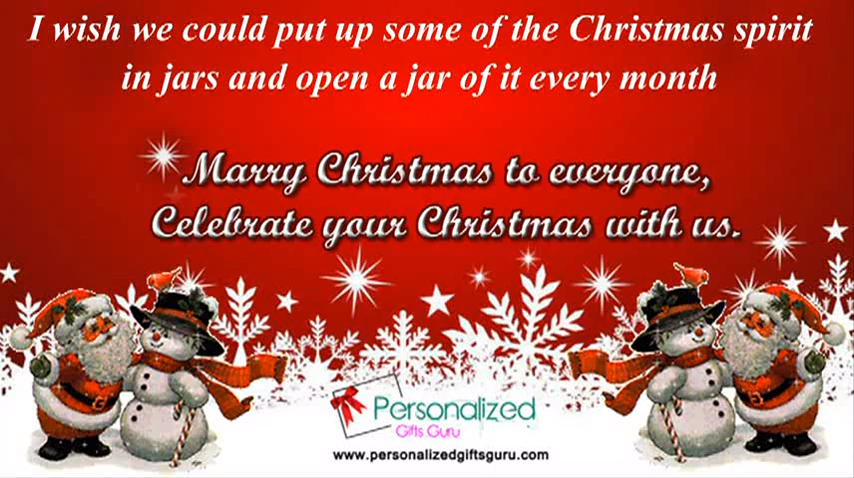 I wish we could put up some of the Christmas spirit
in jars and open a jar of it every month
Marry Christmas to everyone,
Celebrate your Christmas with us.
Personalized
Gifts Guru
www.personalizedgiftsguru.com